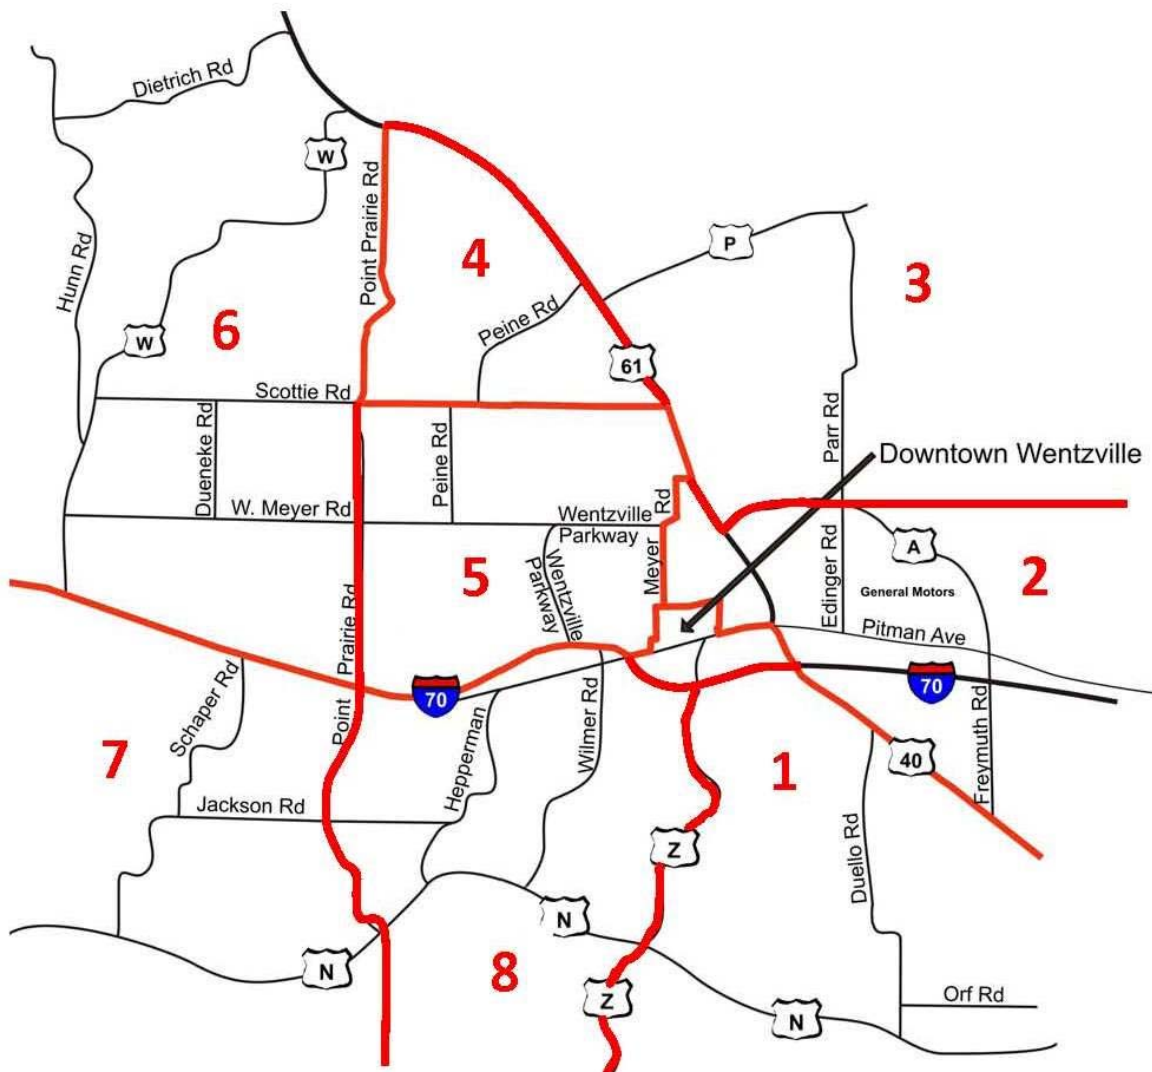 Dietrich Rd
W
Point Prairie Rd
4
P
Hunn Rd
3
6
Peine Rd
W
61
Scottie Rd
Dueneke Rd
Peine Rd
Parr Rd
Downtown Wentzville
W. Meyer Rd
Wentzville
Parkway
Meyer
Rd
Wentzville
Parkway
A
5
Edinger Rd
General Motors
2
Pitman Ave
Prairie Rd
Point
70
70
Schaper Rd
Hepperman
Wilmer Rd
7
1
40
Freymuth Rd
Jackson Rd
Z
Duello Rd
N
8
N
Z
N
Orf Rd